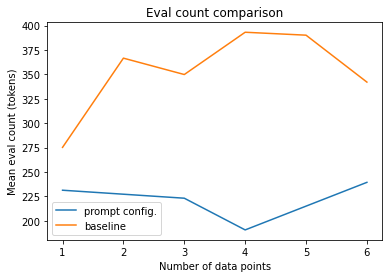 Eval count comparison
Mean eval count (tokens)
400
375
350
325
300
275
250
225
200
prompt config.
baseline
1 2 3 4 5 6
Number of data points